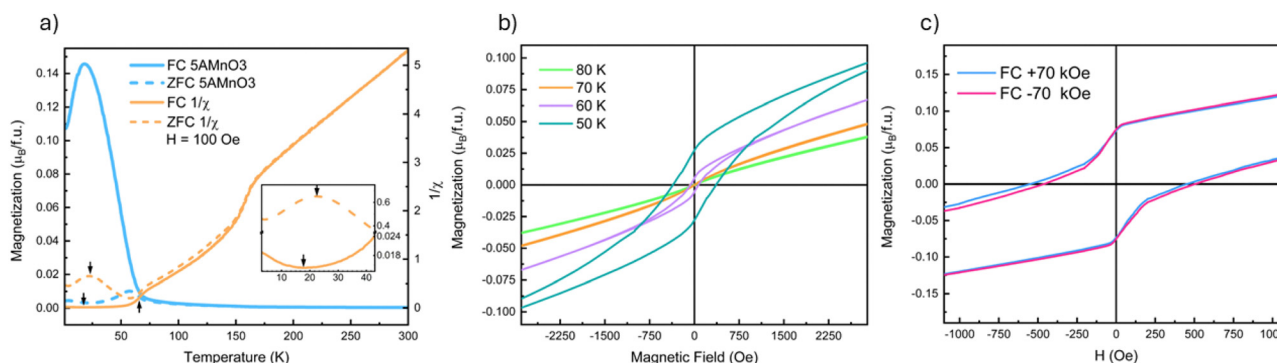 a)
FC 5AMnO3
ZFC 5AMnO3
FC 1/χ
ZFC 1/χ
H = 100 Oe
Magnetization (μB/f.u.)
0.14
0.12
0.10
0.08
0.06
0.04
0.02
0.00
5
4
3
2
1
0
1/χ
0.6
0.4
0.024
0.018
10 20 30 40
50 100 150 200 250 300
Temperature (K)
b)
80 K
70 K
60 K
50 K
Magnetization (μB/f.u.)
0.100
0.075
0.050
0.025
0.000
-0.025
-0.050
-0.075
-0.100
-2250 -1500 -750 0 750 1500 2250
Magnetic Field (Oe)
c)
FC +70 kOe
FC -70 kOe
Magnetization (μB/f.u.)
0.15
0.10
0.05
0.00
-0.05
-0.10
-0.15
-1000 -750 -500 -250 0 250 500 750
H (Oe)